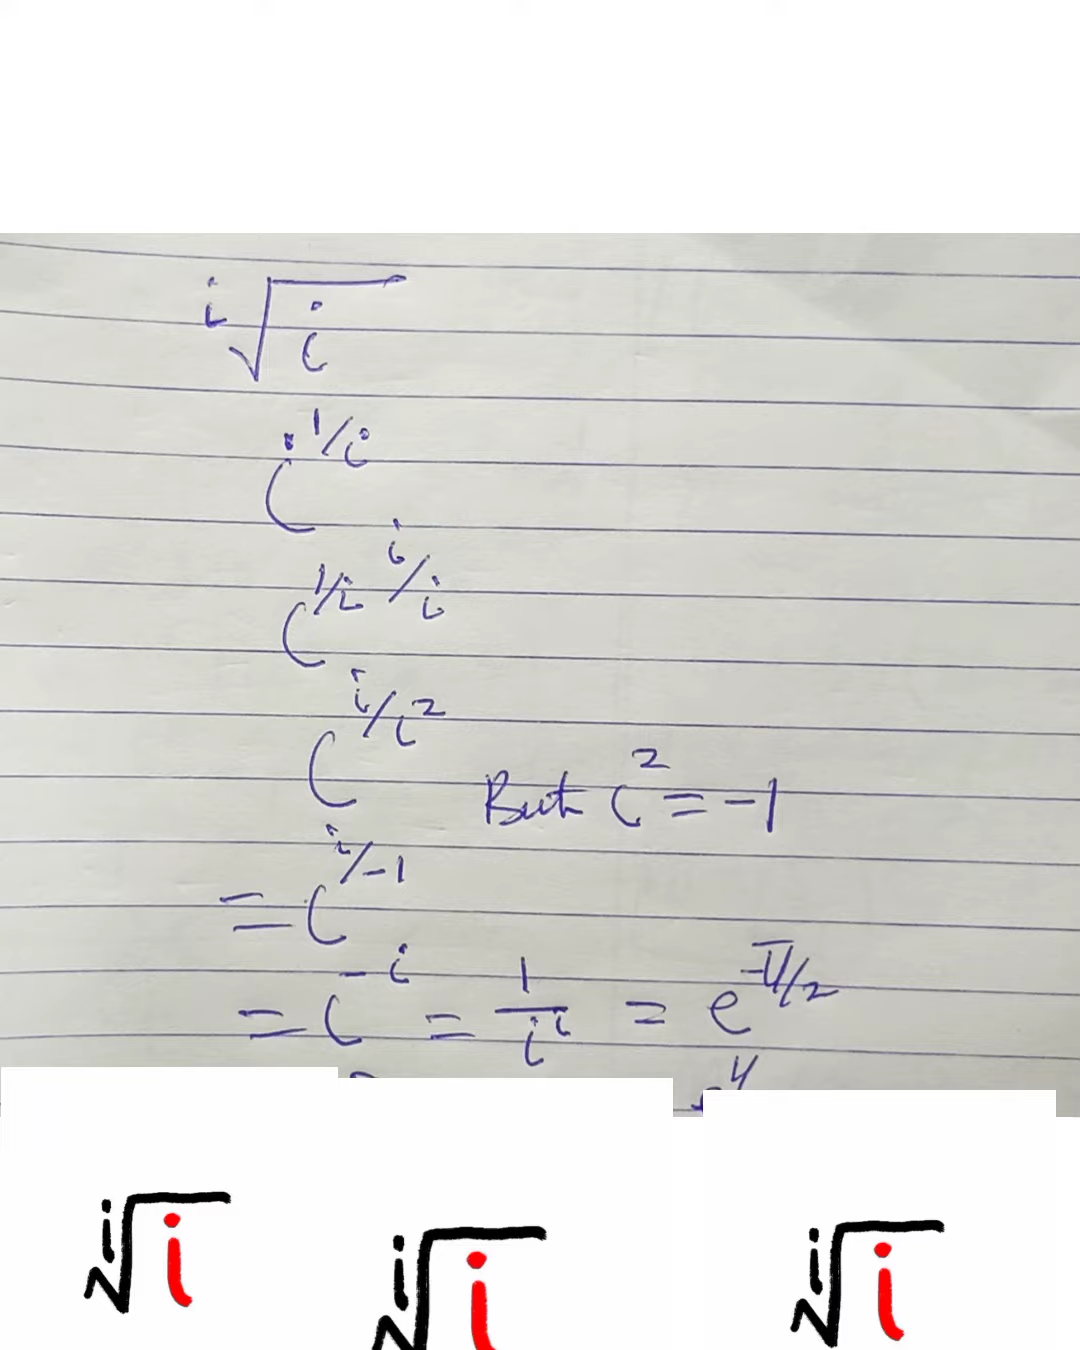 ⁱ√i
i^1/i
i^1/i i/i
i^i/i²
But i² = -1
= i^i/-1
= i^-i = 1/i^i = e^-π/2
ⁱ√i ⁱ√i ⁱ√i